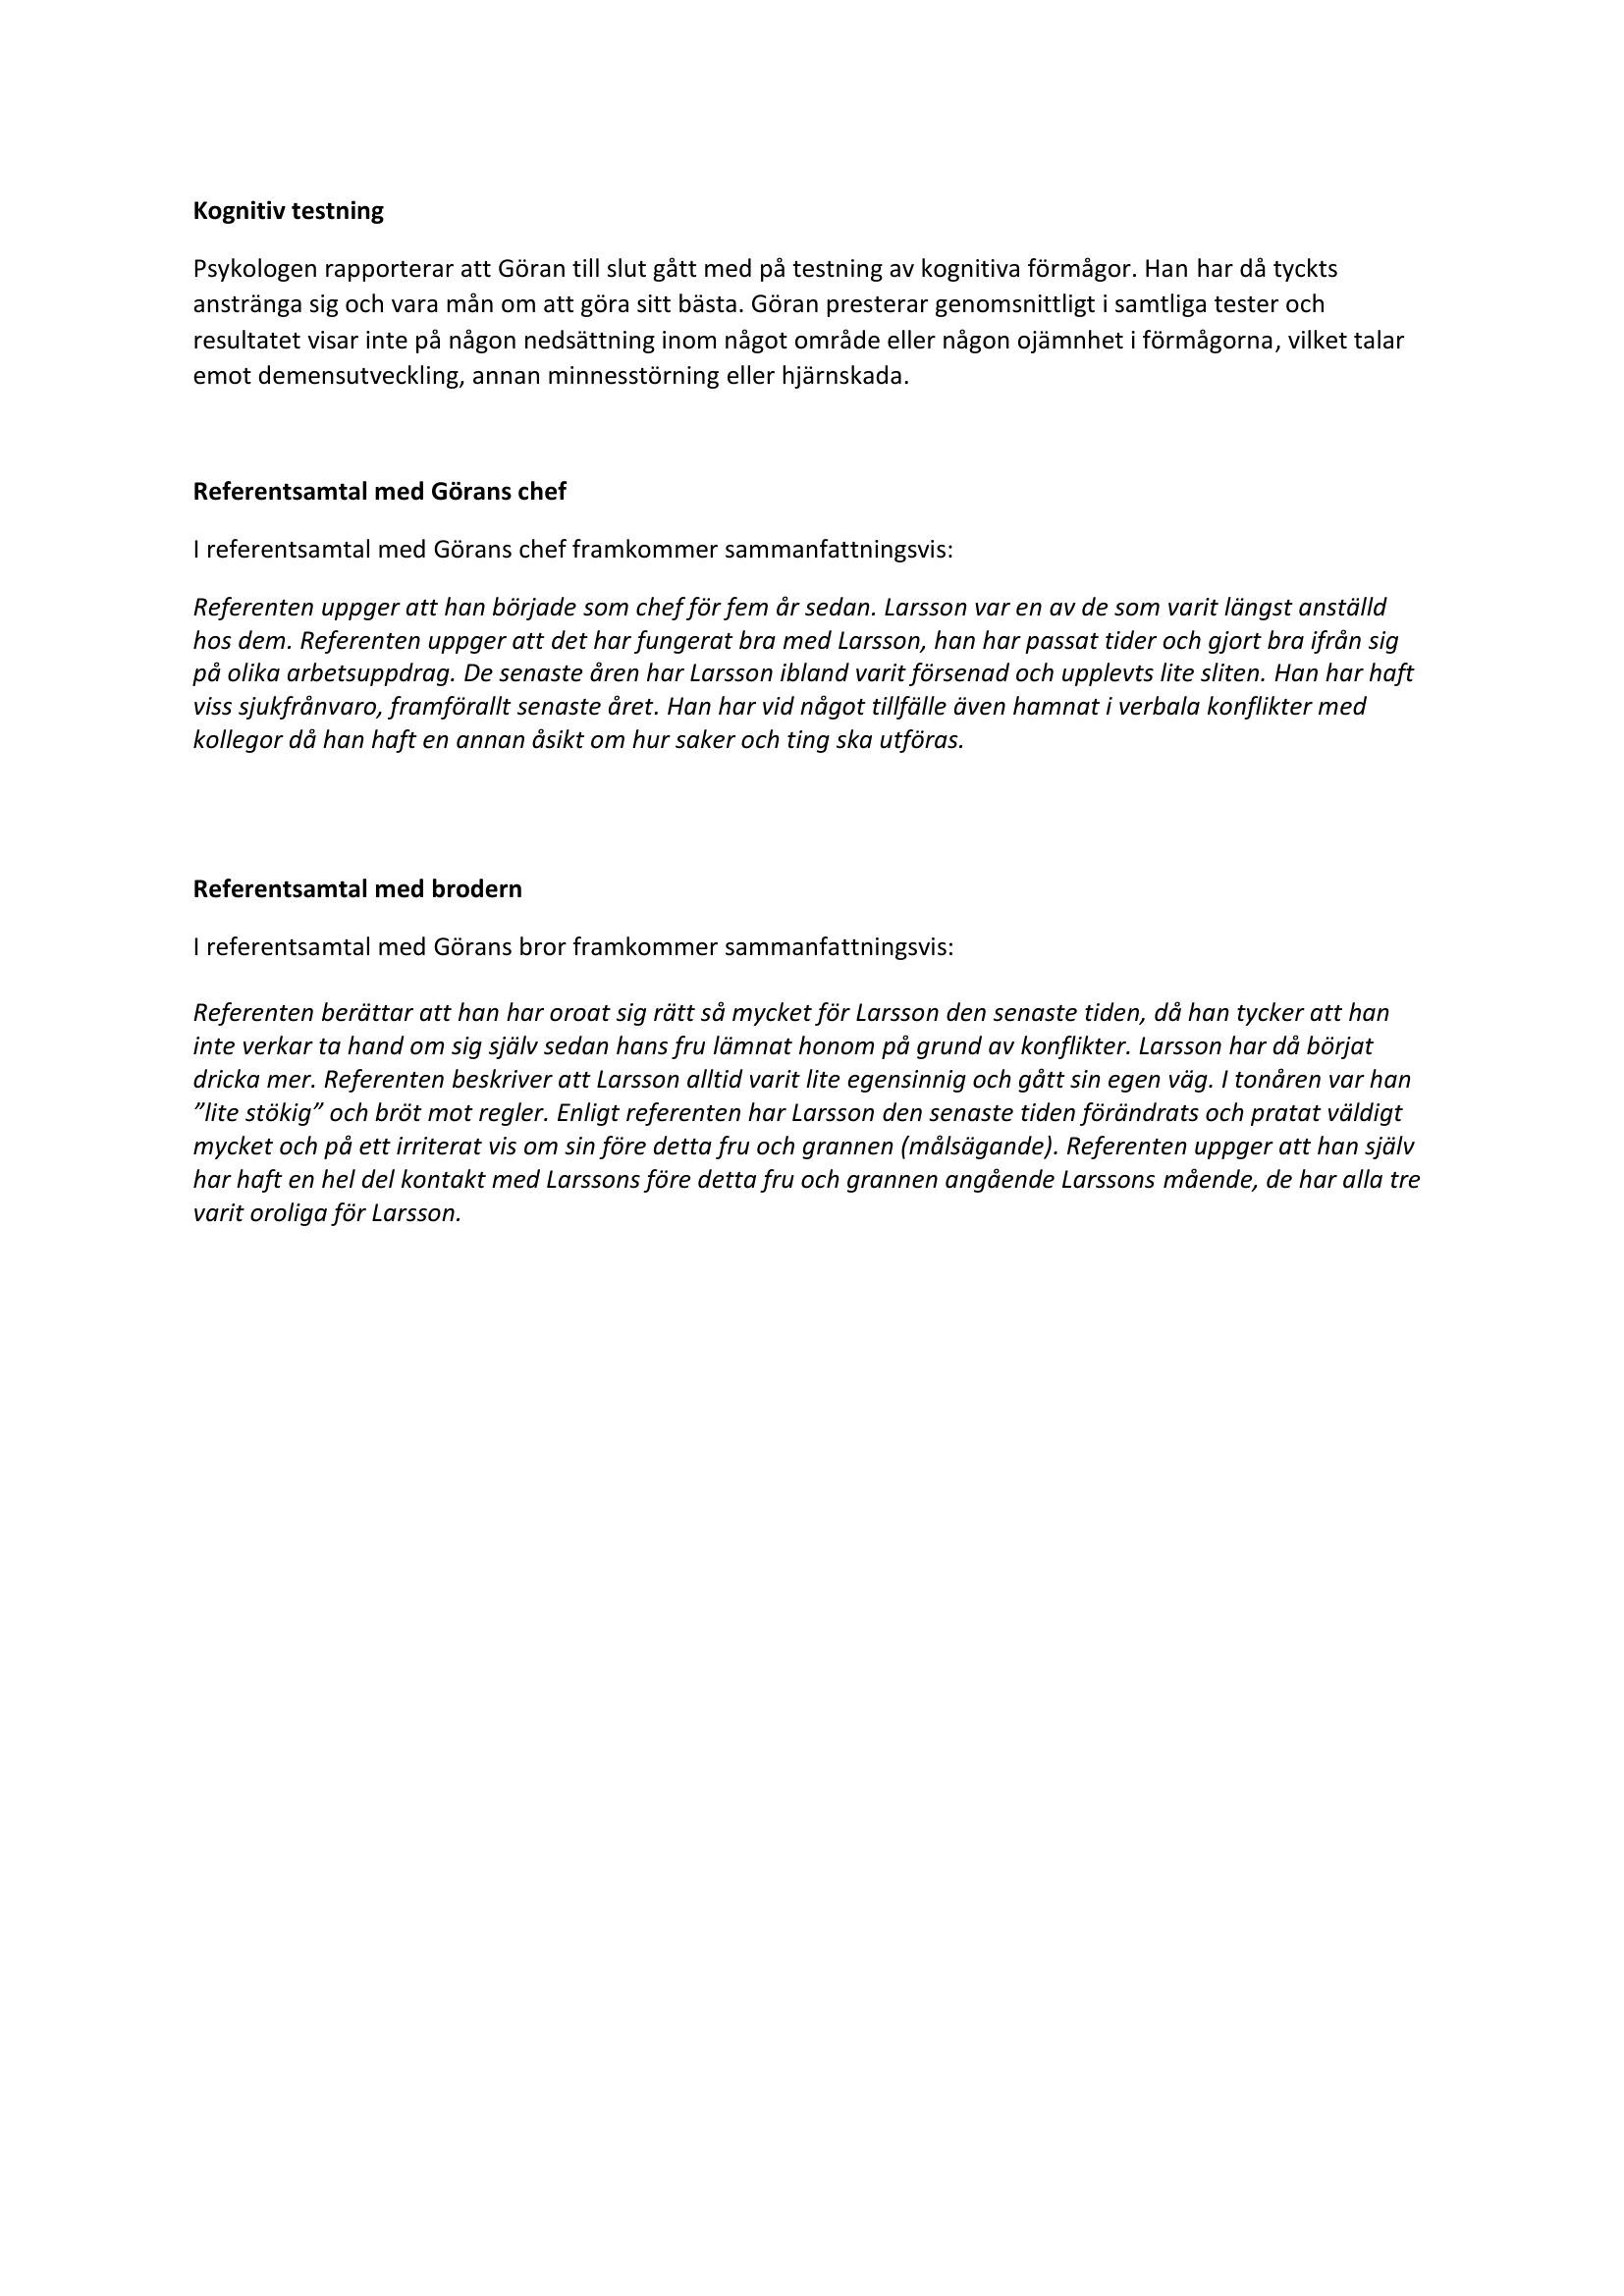 Kognitiv testning
Psykologen rapporterar att Göran till slut gått med på testning av kognitiva förmågor. Han har då tyckts
anstränga sig och vara mån om att göra sitt bästa. Göran presterar genomsnittligt i samtliga tester och
resultatet visar inte på någon nedsättning inom något område eller någon ojämnhet i förmågorna, vilket talar
emot demensutveckling, annan minnesstörning eller hjärnskada.
Referentsamtal med Görans chef
I referentsamtal med Görans chef framkommer sammanfattningsvis:
Referenten uppger att han började som chef för fem år sedan. Larsson var en av de som varit längst anställd
hos dem. Referenten uppger att det har fungerat bra med Larsson, han har passat tider och gjort bra ifrån sig
på olika arbetsuppdrag. De senaste åren har Larsson ibland varit försenad och upplevts lite sliten. Han har haft
viss sjukfrånvaro, framförallt senaste året. Han har vid något tillfälle även hamnat i verbala konflikter med
kollegor då han haft en annan åsikt om hur saker och ting ska utföras.
Referentsamtal med brodern
I referentsamtal med Görans bror framkommer sammanfattningsvis:
Referenten berättar att han har oroat sig rätt så mycket för Larsson den senaste tiden, då han tycker att han
inte verkar ta hand om sig själv sedan hans fru lämnat honom på grund av konflikter. Larsson har då börjat
dricka mer. Referenten beskriver att Larsson alltid varit lite egensinnig och gått sin egen väg. I tonåren var han
”lite stökig” och bröt mot regler. Enligt referenten har Larsson den senaste tiden förändrats och pratat väldigt
mycket och på ett irriterat vis om sin före detta fru och grannen (målsägande). Referenten uppger att han själv
har haft en hel del kontakt med Larssons före detta fru och grannen angående Larssons mående, de har alla tre
varit oroliga för Larsson.